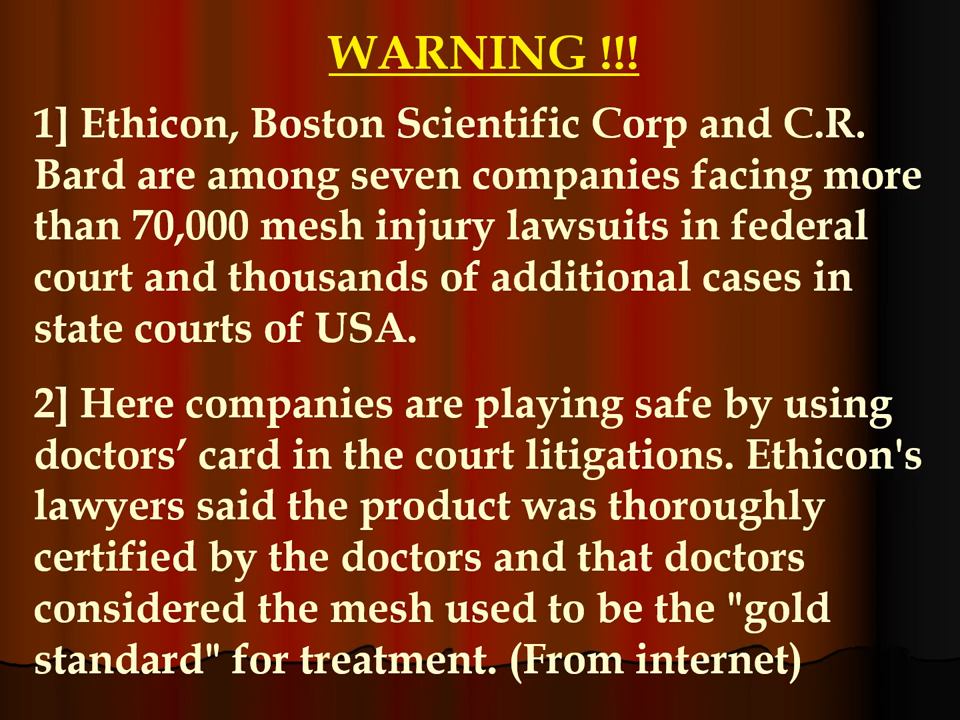 WARNING !!!
1] Ethicon, Boston Scientific Corp and C.R.
Bard are among seven companies facing more
than 70,000 mesh injury lawsuits in federal
court and thousands of additional cases in
state courts of USA.
2] Here companies are playing safe by using
doctors’ card in the court litigations. Ethicon's
lawyers said the product was thoroughly
certified by the doctors and that doctors
considered the mesh used to be the "gold
standard" for treatment. (From internet)